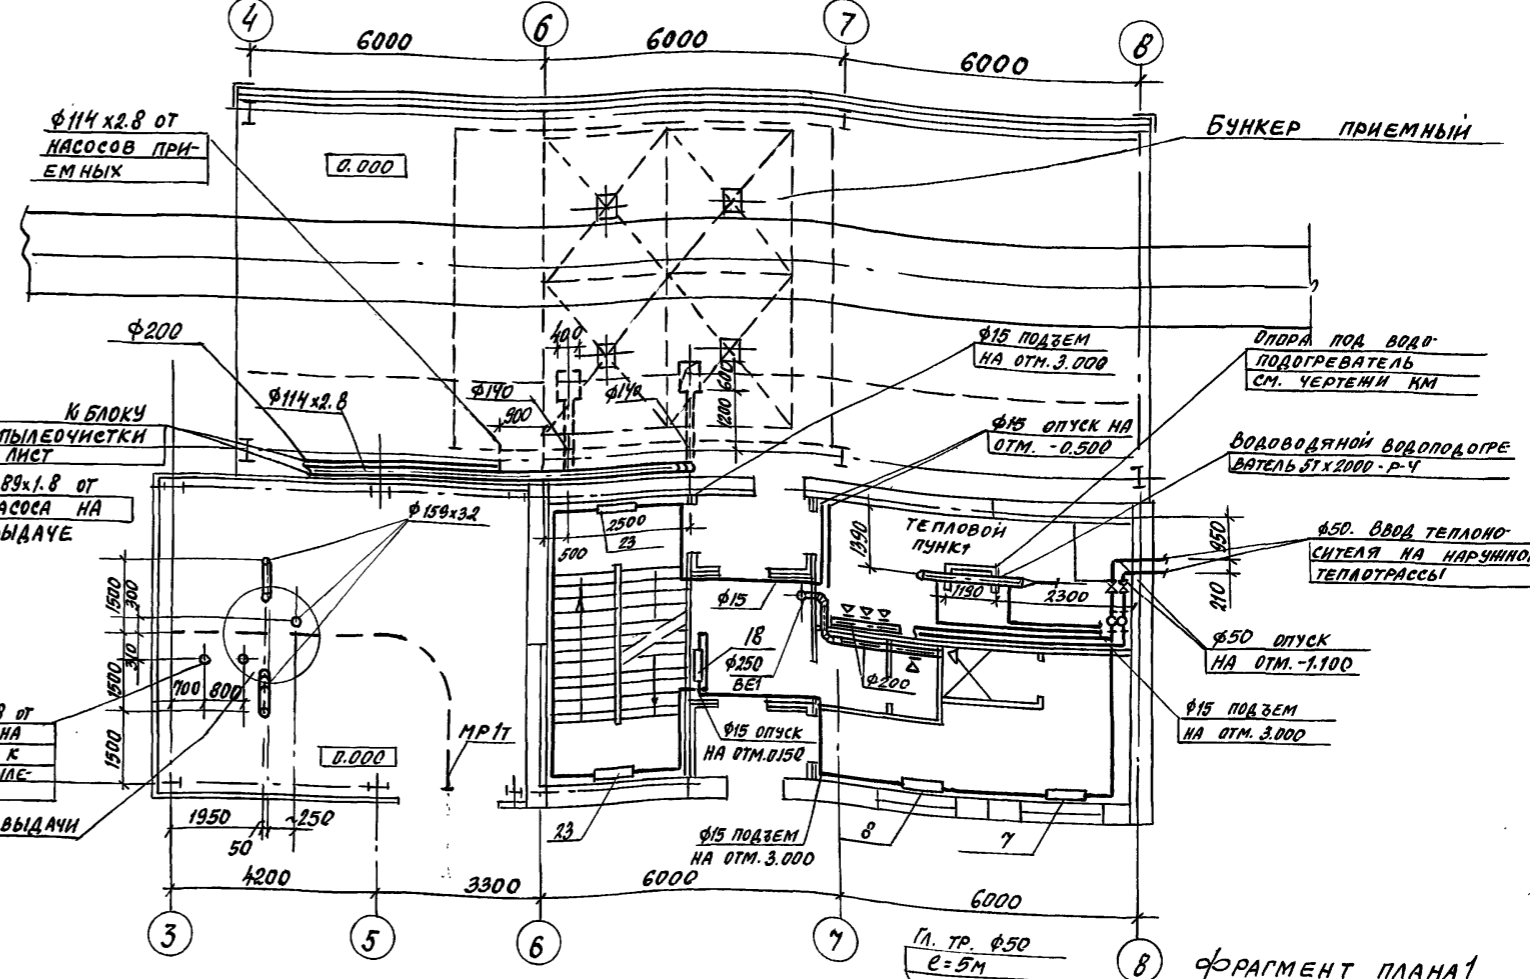 4
6
7
8
6000
6000
6000
ф114х2.8 ОТ
НАСОСОВ ПРИ-
ЕМНЫХ
0.000
БУНКЕР ПРИЕМНЫЙ
ф200
400
ф15 ПОДЪЕМ
НА ОТМ. 3.000
ОПОРА ПОД ВОДО-
ПОДОГРЕВАТЕЛЬ
СМ. ЧЕРТЕЖИ КМ
ф114х2.8
ф140
ф140
900
600
1200
К БЛОКУ
ПЫЛЕОЧИСТКИ
ЛИСТ
ф15 ОПУСК НА
ОТМ. -0.500
ВОДОВОДЯНОЙ ВОДОПОДОГРЕ
ВАТЕЛЬ 5Тх2000-Р-Ч
89х1.8 ОТ
НАСОСА НА
ВЫДАЧЕ
ф159х3.2
2500
23
500
1390
ТЕПЛОВОЙ
ПУНКТ
950
210
ф50. ВВОД ТЕПЛОНО-
СИТЕЛЯ НА НАРУЖНОЙ
ТЕПЛОТРАССЫ
1500
300
310
1500
1500
ф15
1190
2300
18
ф250
ВЕ1
ф200
ф50 ОПУСК
НА ОТМ. -1.100
700
800
ф15 ОПУСК
НА ОТМ.0.150
ф15 ПОДЪЕМ
НА ОТМ. 3.000
8 ОТ
НА
К
ЫЛЕ-
МР1Т
0.000
ВЫДАЧИ
1950
250
50
23
ф15 ПОДЪЕМ
НА ОТМ. 3.000
8
7
4200
3300
6000
6000
3
5
6
7
8
ГЛ. ТР. ф50
ℓ=5м
ФРАГМЕНТ ПЛАНА 1